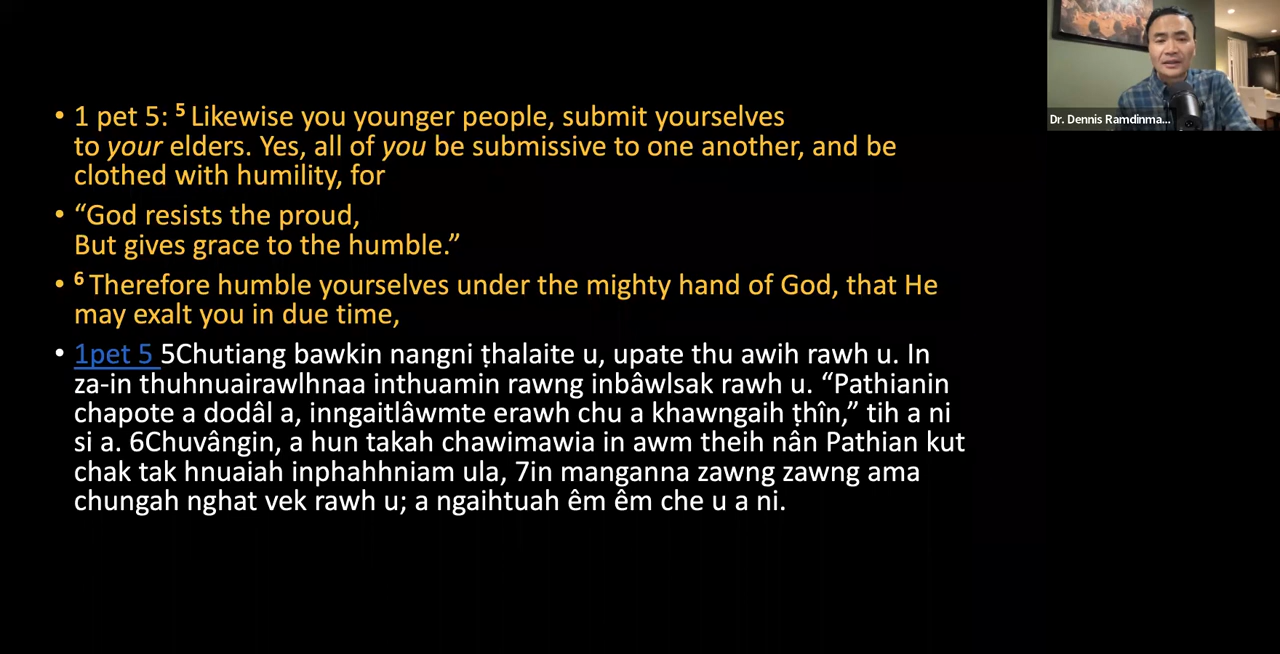 • 1 pet 5: ⁵ Likewise you younger people, submit yourselves
to your elders. Yes, all of you be submissive to one another, and be
clothed with humility, for
• “God resists the proud,
But gives grace to the humble.”
• ⁶ Therefore humble yourselves under the mighty hand of God, that He
may exalt you in due time,
• 1pet 5 5Chutiang bawkin nangni ṭhalaite u, upate thu awih rawh u. In
za-in thuhnuairawlhnaa inthuamin rawng inbâwlsak rawh u. “Pathianin
chapote a dodâl a, inngaitlâwmte erawh chu a khawngaih ṭhîn,” tih a ni
si a. 6Chuvângin, a hun takah chawimawia in awm theih nân Pathian kut
chak tak hnuaiah inphahhniam ula, 7in manganna zawng zawng ama
chungah nghat vek rawh u; a ngaihtuah êm êm che u a ni.
Dr. Dennis Ramdinma...